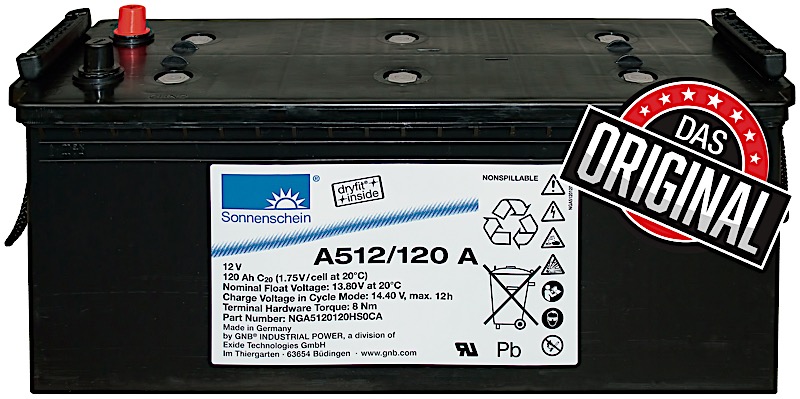 DAS
ORIGINAL
max
Sonnenschein®
dryfit
inside
NONSPILLABLE
NGA5120120
A512/120 A
12 V
120 Ah C20 (1.75V/cell at 20°C)
Nominal Float Voltage: 13.80V at 20°C
Charge Voltage in Cycle Mode: 14.40 V, max. 12h
Terminal Hardware Torque: 8 Nm
Part Number: NGA5120120HS0CA
Made in Germany
by GNB® INDUSTRIAL POWER, a division of
Exide Technologies GmbH
Im Thiergarten · 63654 Büdingen · www.gnb.com
Pb